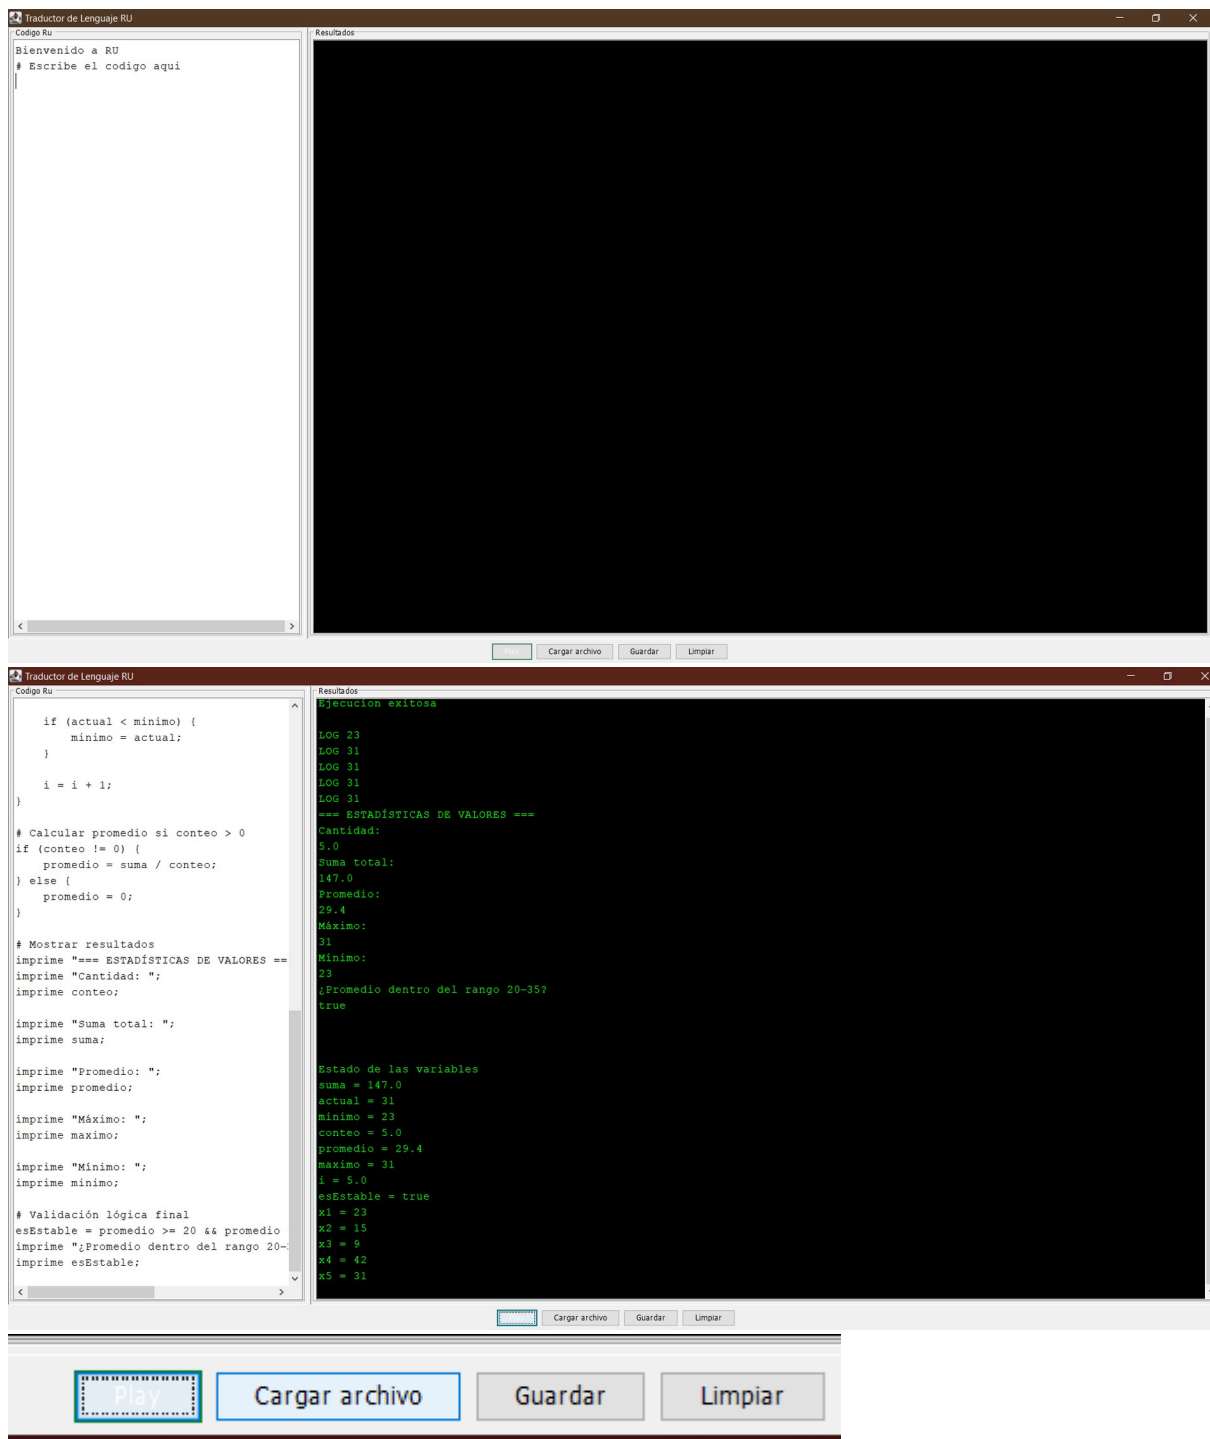 Traductor de Lenguaje RU
Codigo Ru
Bienvenido a RU
# Escribe el codigo aqui
Resultados
Play
Cargar archivo
Guardar
Limpiar
Traductor de Lenguaje RU
Codigo Ru
if (actual < minimo) {
minimo = actual;
}
i = i + 1;
}
# Calcular promedio si conteo > 0
if (conteo != 0) {
promedio = suma / conteo;
} else {
promedio = 0;
}
# Mostrar resultados
imprime "=== ESTADÍSTICAS DE VALORES ==
imprime "Cantidad: ";
imprime conteo;
imprime "Suma total: ";
imprime suma;
imprime "Promedio: ";
imprime promedio;
imprime "Máximo: ";
imprime maximo;
imprime "Mínimo: ";
imprime minimo;
# Validación lógica final
esEstable = promedio >= 20 && promedio
imprime "¿Promedio dentro del rango 20-
imprime esEstable;
Resultados
Ejecucion exitosa
LOG 23
LOG 31
LOG 31
LOG 31
LOG 31
=== ESTADÍSTICAS DE VALORES ===
Cantidad:
5.0
Suma total:
147.0
Promedio:
29.4
Máximo:
31
Mínimo:
23
¿Promedio dentro del rango 20-35?
true
Estado de las variables
suma = 147.0
actual = 31
minimo = 23
conteo = 5.0
promedio = 29.4
maximo = 31
i = 5.0
esEstable = true
x1 = 23
x2 = 15
x3 = 9
x4 = 42
x5 = 31
Cargar archivo
Guardar
Limpiar
Play
Cargar archivo
Guardar
Limpiar